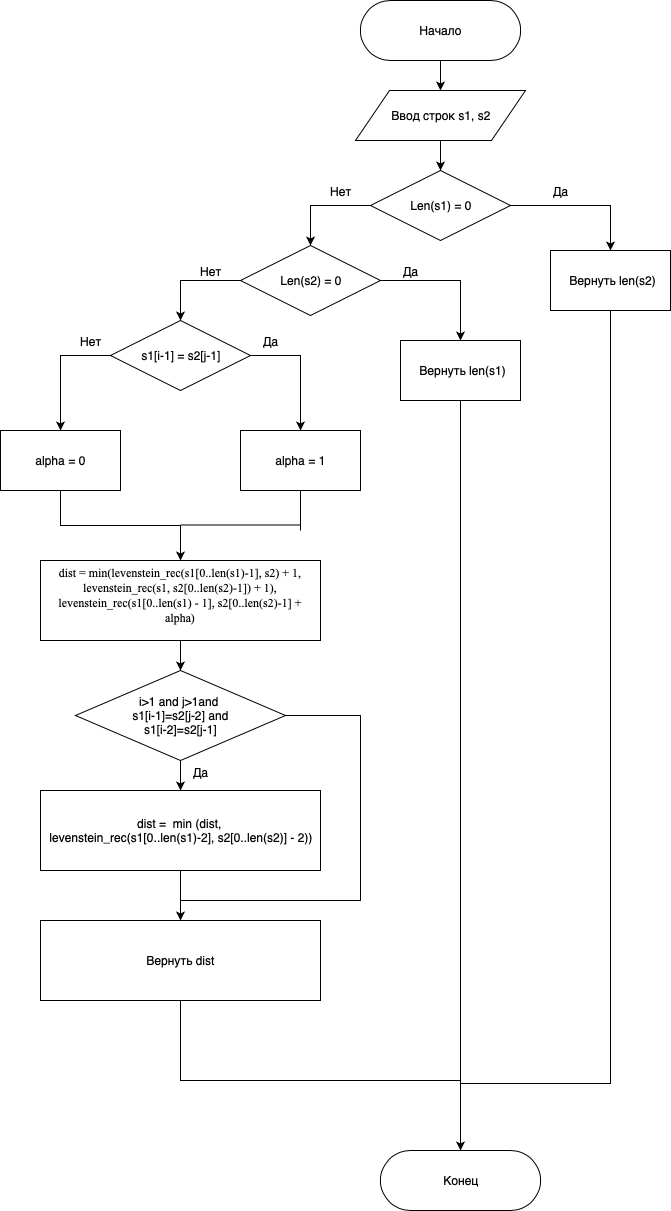 Начало
Ввод строк s1, s2
Нет
Да
Len(s1) = 0
Нет
Да
Len(s2) = 0
Вернуть len(s2)
Нет
Да
s1[i-1] = s2[j-1]
Вернуть len(s1)
alpha = 0
alpha = 1
dist = min(levenstein_rec(s1[0..len(s1)-1], s2) + 1,
levenstein_rec(s1, s2[0..len(s2)-1]) + 1),
levenstein_rec(s1[0..len(s1) - 1], s2[0..len(s2)-1] +
alpha)
i>1 and j>1and
s1[i-1]=s2[j-2] and
s1[i-2]=s2[j-1]
Да
dist = min (dist,
levenstein_rec(s1[0..len(s1)-2], s2[0..len(s2)] - 2))
Вернуть dist
Конец